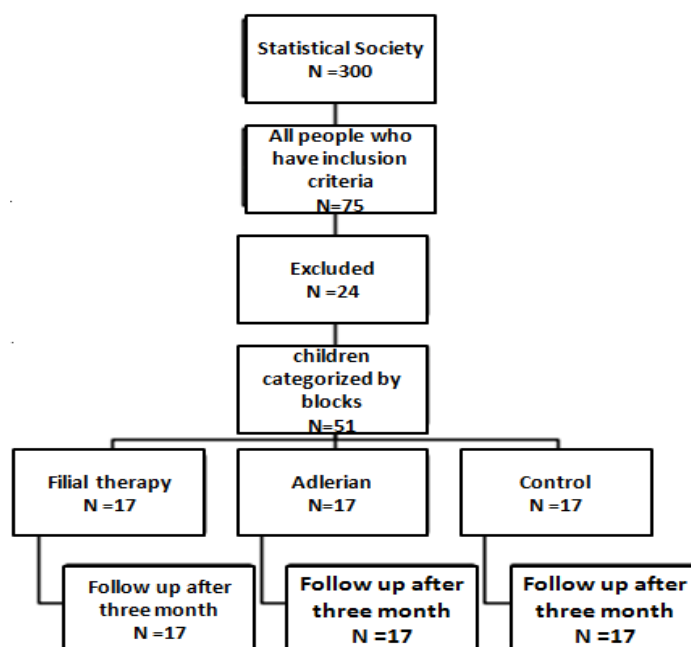 Statistical Society
N =300
All people who
have inclusion
criteria
N=75
Excluded
N =24
children
categorized by
blocks
N=51
Filial therapy
N =17
Adlerian
N=17
Control
N =17
Follow up after
three month
N =17
Follow up after
three month
N =17
Follow up after
three month
N =17